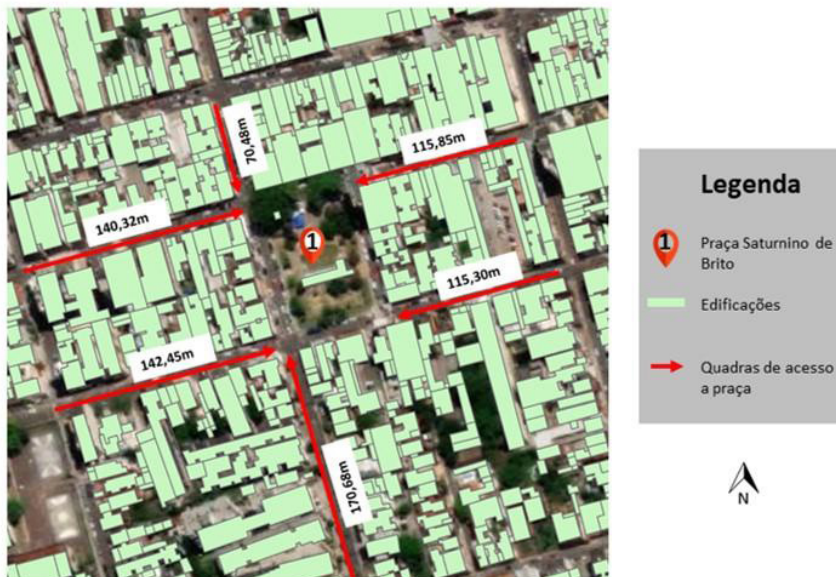 70,48m
115,85m
140,32m
1
115,30m
142,45m
170,68m
Legenda
1
Praça Saturnino de
Brito
Edificações
Quadras de acesso
a praça
N